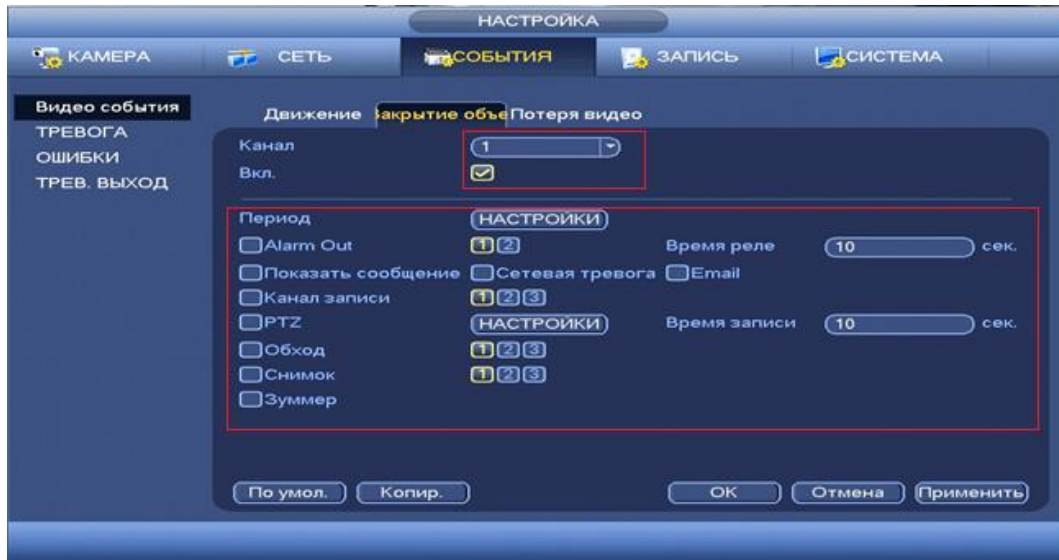 НАСТРОЙКА
КАМЕРА СЕТЬ СОБЫТИЯ ЗАПИСЬ СИСТЕМА
Видео события
ТРЕВОГА
ОШИБКИ
ТРЕВ. ВЫХОД
Движение Закрытие объе Потеря видео
Канал 1
Вкл.
Период НАСТРОЙКИ
Alarm Out 1 2 Время реле 10 сек.
Показать сообщение Сетевая тревога Email
Канал записи 1 2 3
PTZ НАСТРОЙКИ Время записи 10 сек.
Обход 1 2 3
Снимок 1 2 3
Зуммер
По умол. Копир. OK Отмена Применить